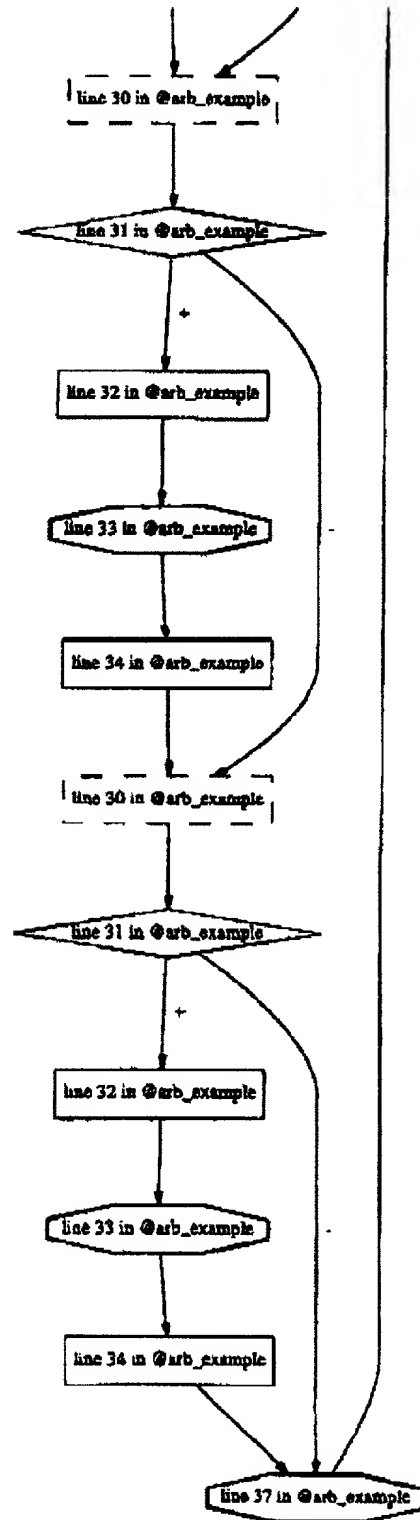 line 30 in @arb_example
line 31 in @arb_example
+
line 32 in @arb_example
-
line 33 in @arb_example
line 34 in @arb_example
line 30 in @arb_example
line 31 in @arb_example
+
line 32 in @arb_example
-
line 33 in @arb_example
line 34 in @arb_example
line 37 in @arb_example